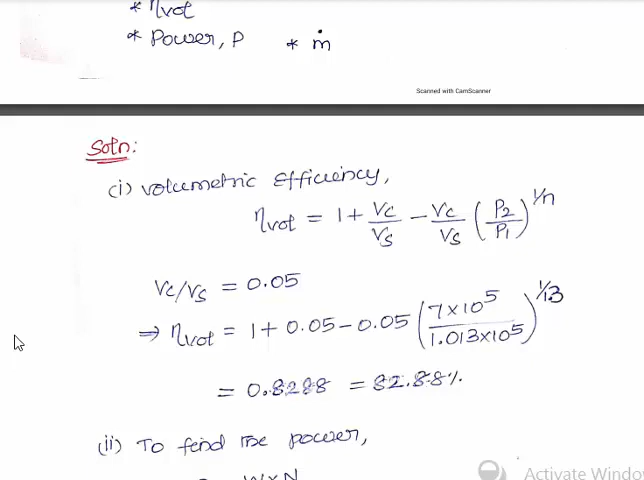 * ηvol
* Power, P * ṁ
Scanned with CamScanner
Soln:
(i) Volumetric Efficiency,
ηvol = 1 + Vc/Vs - Vc/Vs (P2/P1)^1/n
Vc/Vs = 0.05
⇒ ηvol = 1 + 0.05 - 0.05 (7×10^5/1.013×10^5)^1/1.3
= 0.8288 = 82.88%
(ii) To find the power,
W×N
Activate Window